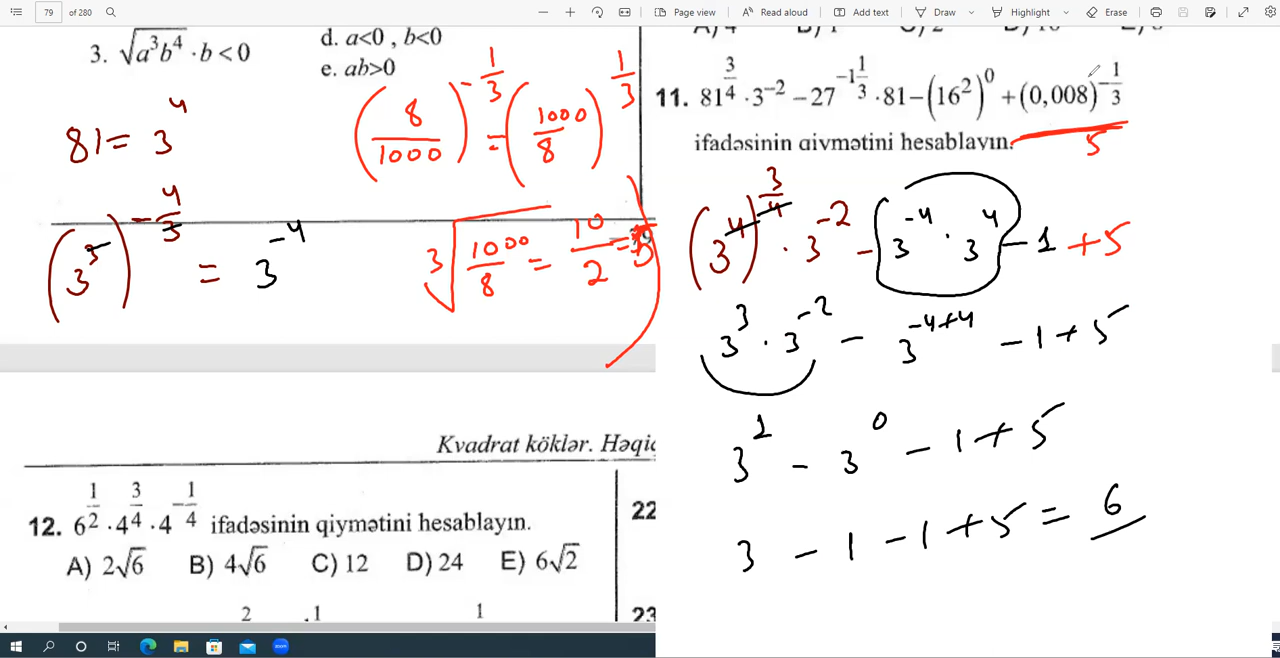 79 of 280 Page view Read aloud Add text Draw Highlight Erase
3. √(a³b⁴) · b < 0
d. a<0 , b<0
e. ab>0
81 = 3⁴
(3³)^(-4/3) = 3⁻⁴
(8/1000)^(-1/3) = (1000/8)^(1/3)
∛(1000/8) = 10/2 = 5
Kvadrat köklər. Həqiq
12. 6^(1/2) · 4^(3/4) · 4^(-1/4) ifadəsinin qiymətini hesablayın.
A) 2√6 B) 4√6 C) 12 D) 24 E) 6√2
22
23
11. 81^(3/4) · 3⁻² − 27^(-1 1/3) · 81 − (16²)⁰ + (0,008)^(-1/3)
ifadəsinin qiymətini hesablayın.
5
(3⁴)^(3/4) · 3⁻² − 3⁻⁴ · 3⁴ − 1 + 5
3³ · 3⁻² − 3^(-4+4) − 1 + 5
3¹ − 3⁰ − 1 + 5
3 − 1 − 1 + 5 = 6